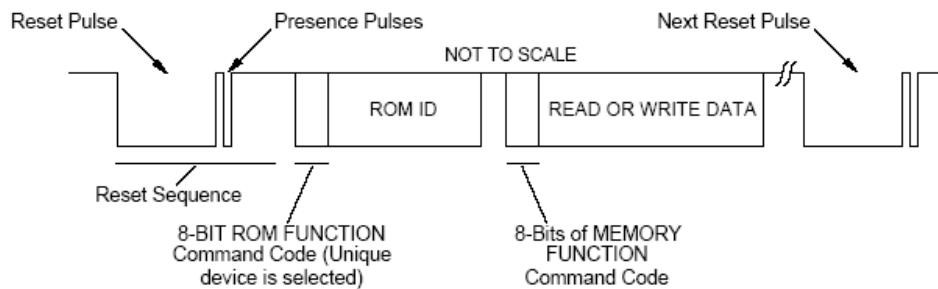 Reset Pulse
Presence Pulses
Next Reset Pulse
NOT TO SCALE
ROM ID
READ OR WRITE DATA
Reset Sequence
8-BIT ROM FUNCTION
Command Code (Unique
device is selected)
8-Bits of MEMORY
FUNCTION
Command Code